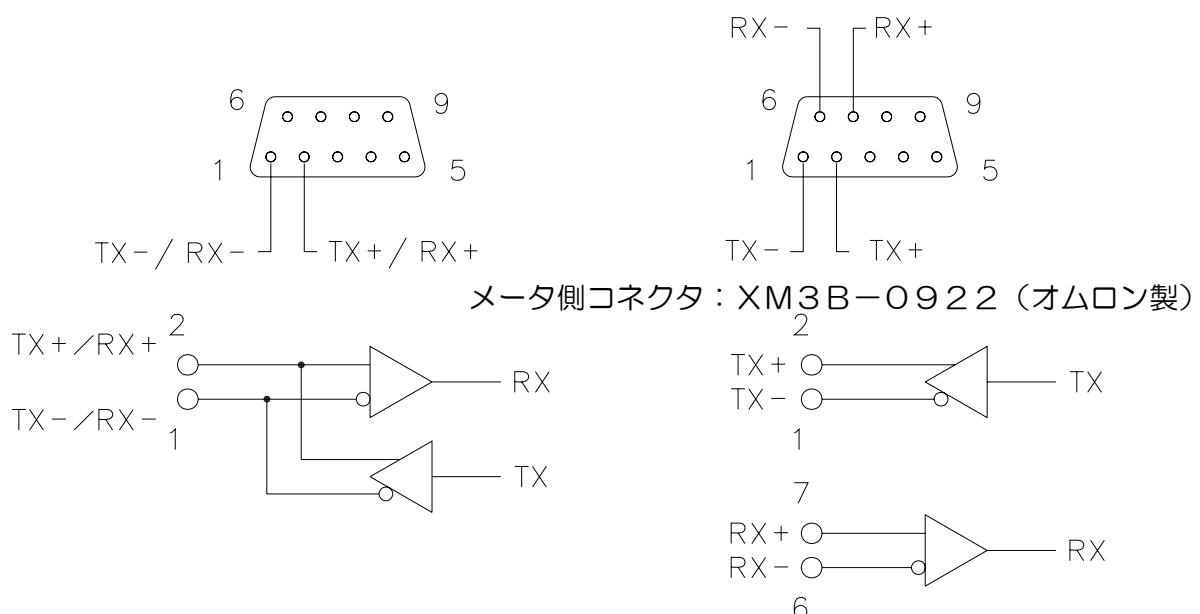 RX- RX+
6 9 6 9
1 5 1 5
TX-/RX- TX+/RX+ TX- TX+
メータ側コネクタ：XM3B-0922（オムロン製）
2 2
TX+/RX+ RX TX+ TX
TX-/RX- TX-
1 1
TX 7
RX+ RX
RX-
6